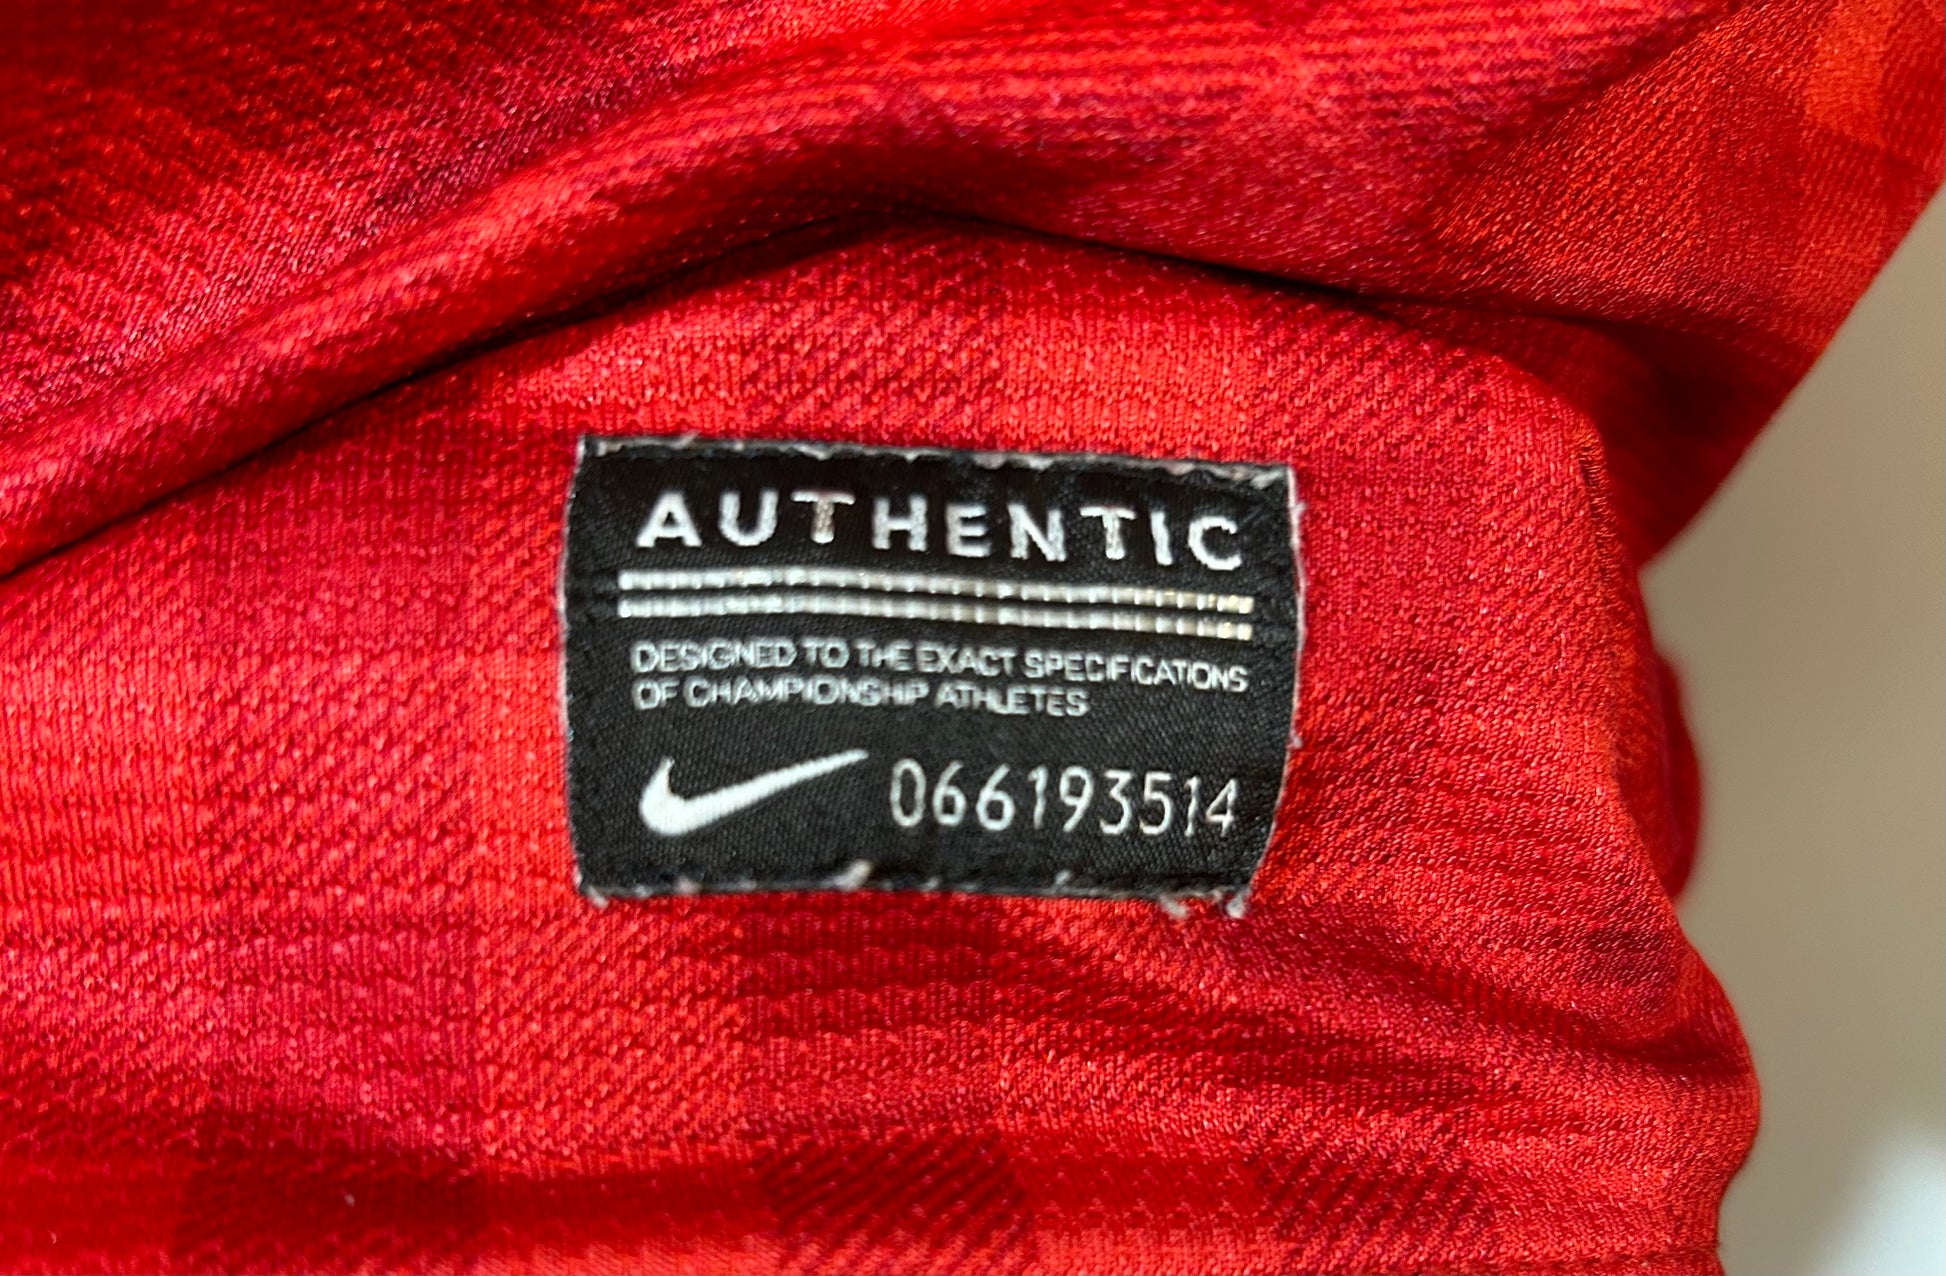 AUTHENTIC
DESIGNED TO THE EXACT SPECIFICATIONS
OF CHAMPIONSHIP ATHLETES
066193514